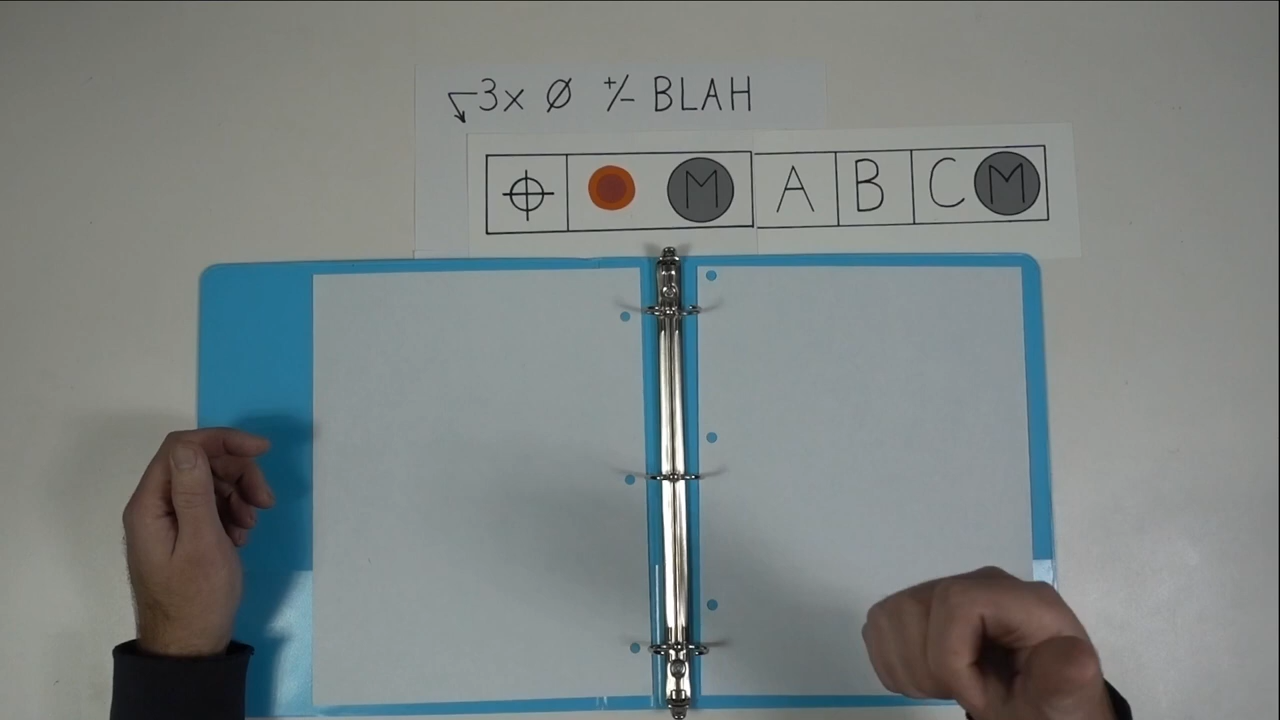 3x Ø +/- BLAH
⌖ Ⓜ A B C Ⓜ